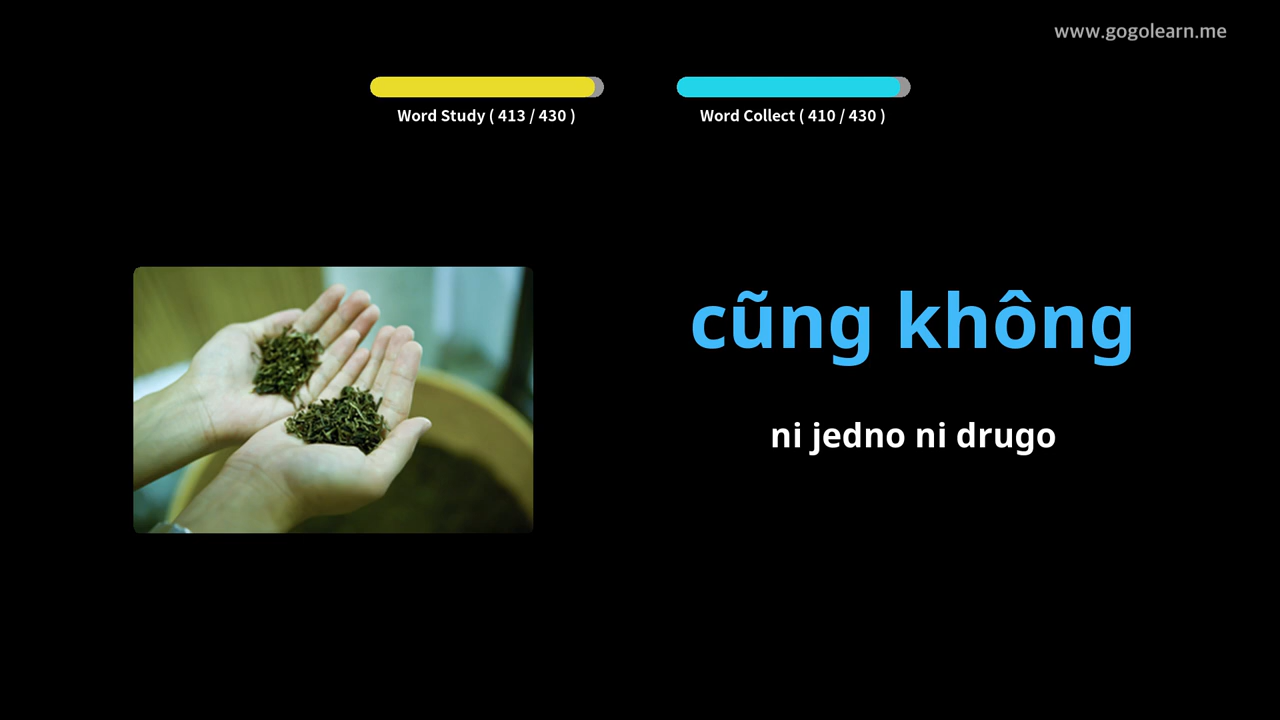 www.gogolearn.me
Word Study ( 413 / 430 )
Word Collect ( 410 / 430 )
cũng không
ni jedno ni drugo